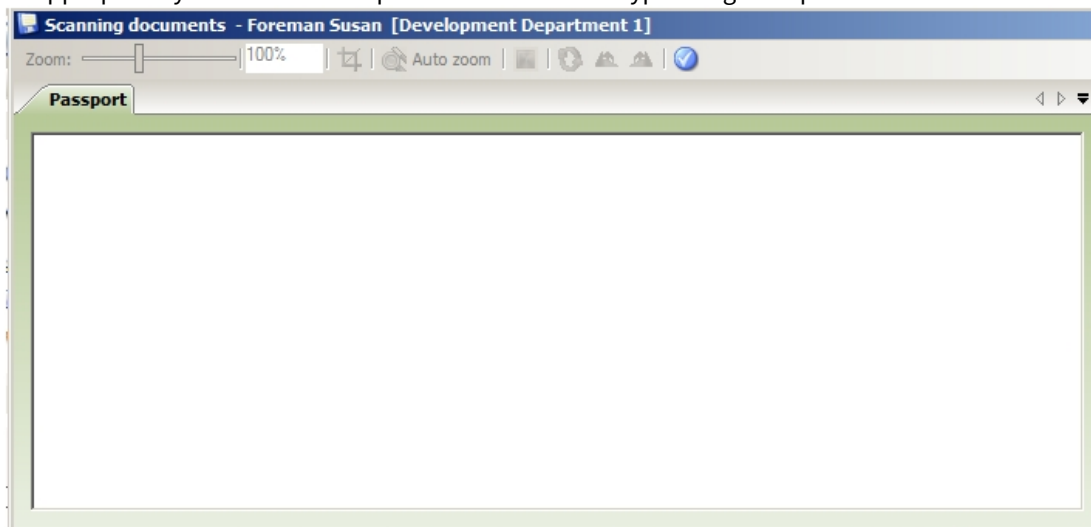 Scanning documents - Foreman Susan [Development Department 1]
Zoom: 100% Auto zoom
Passport